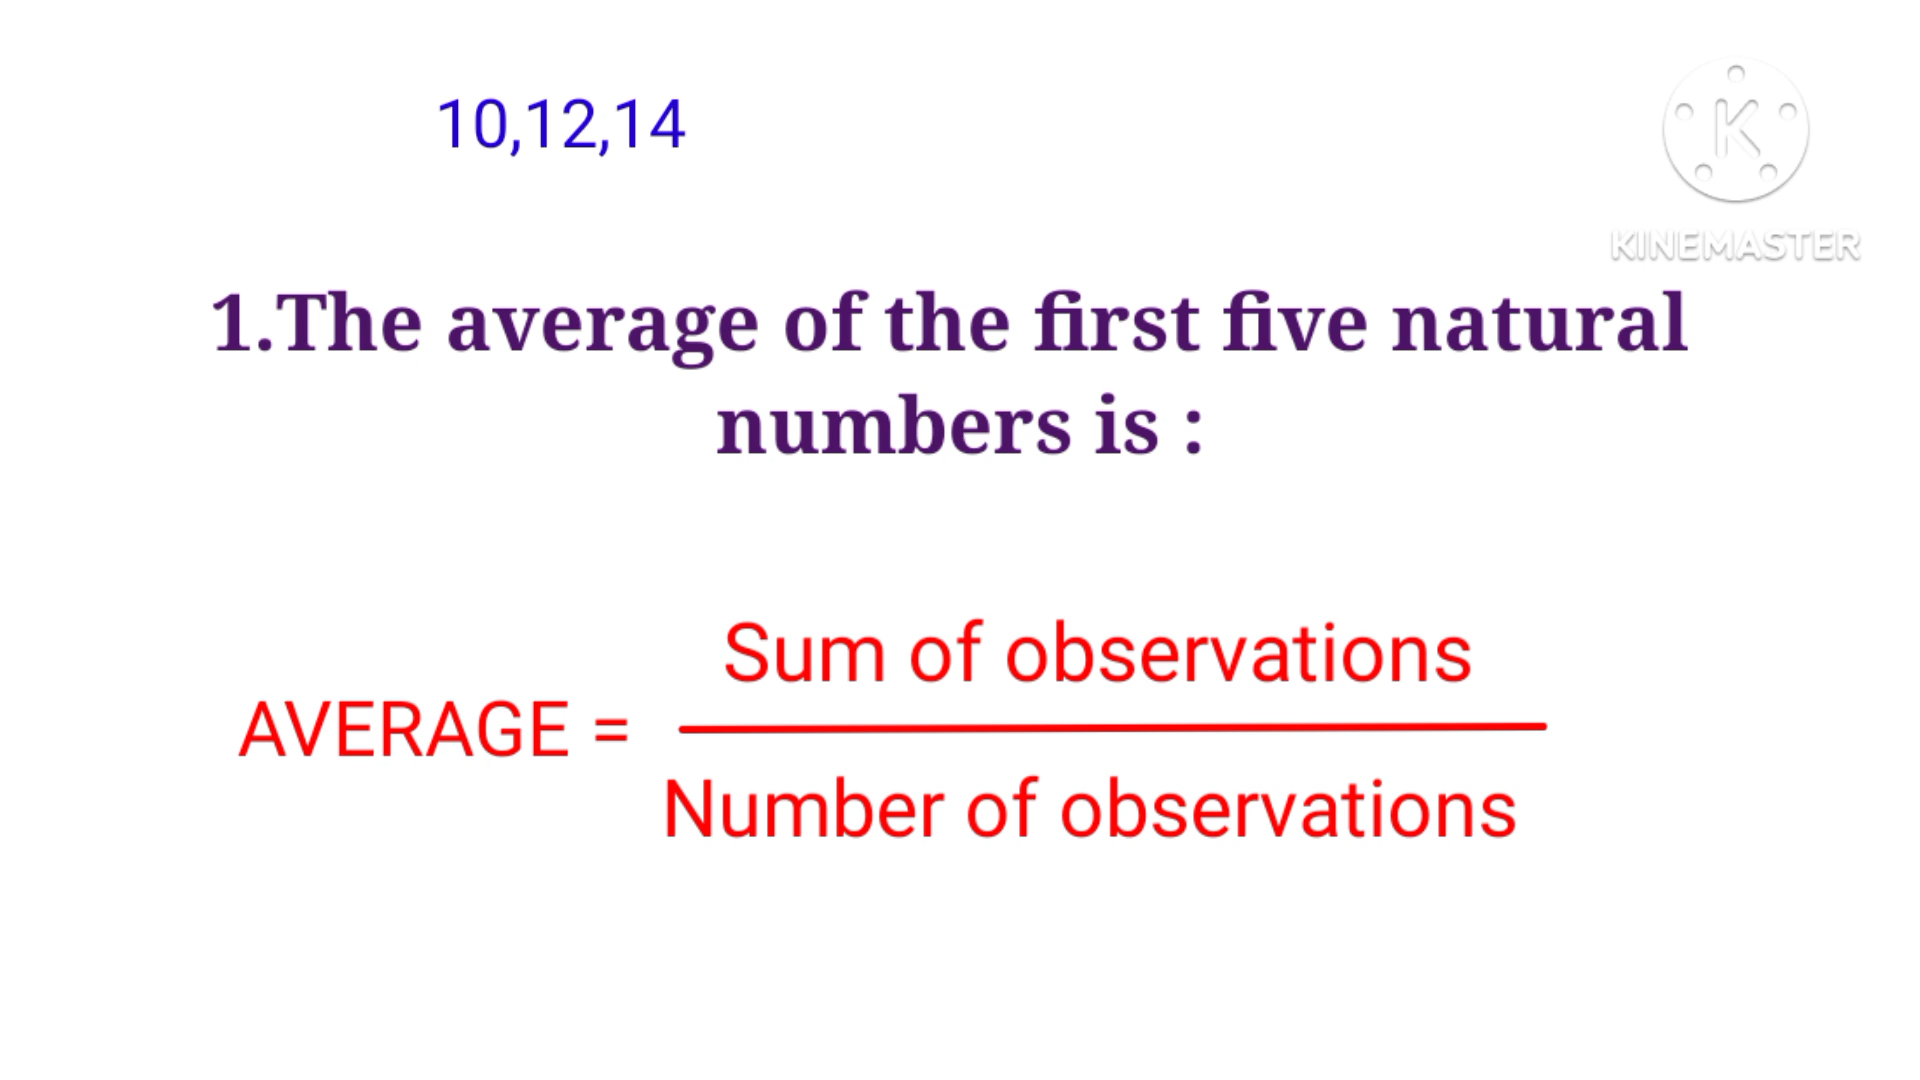 10,12,14
K
KINEMASTER
1.The average of the first five natural
numbers is :
Sum of observations
AVERAGE =
Number of observations